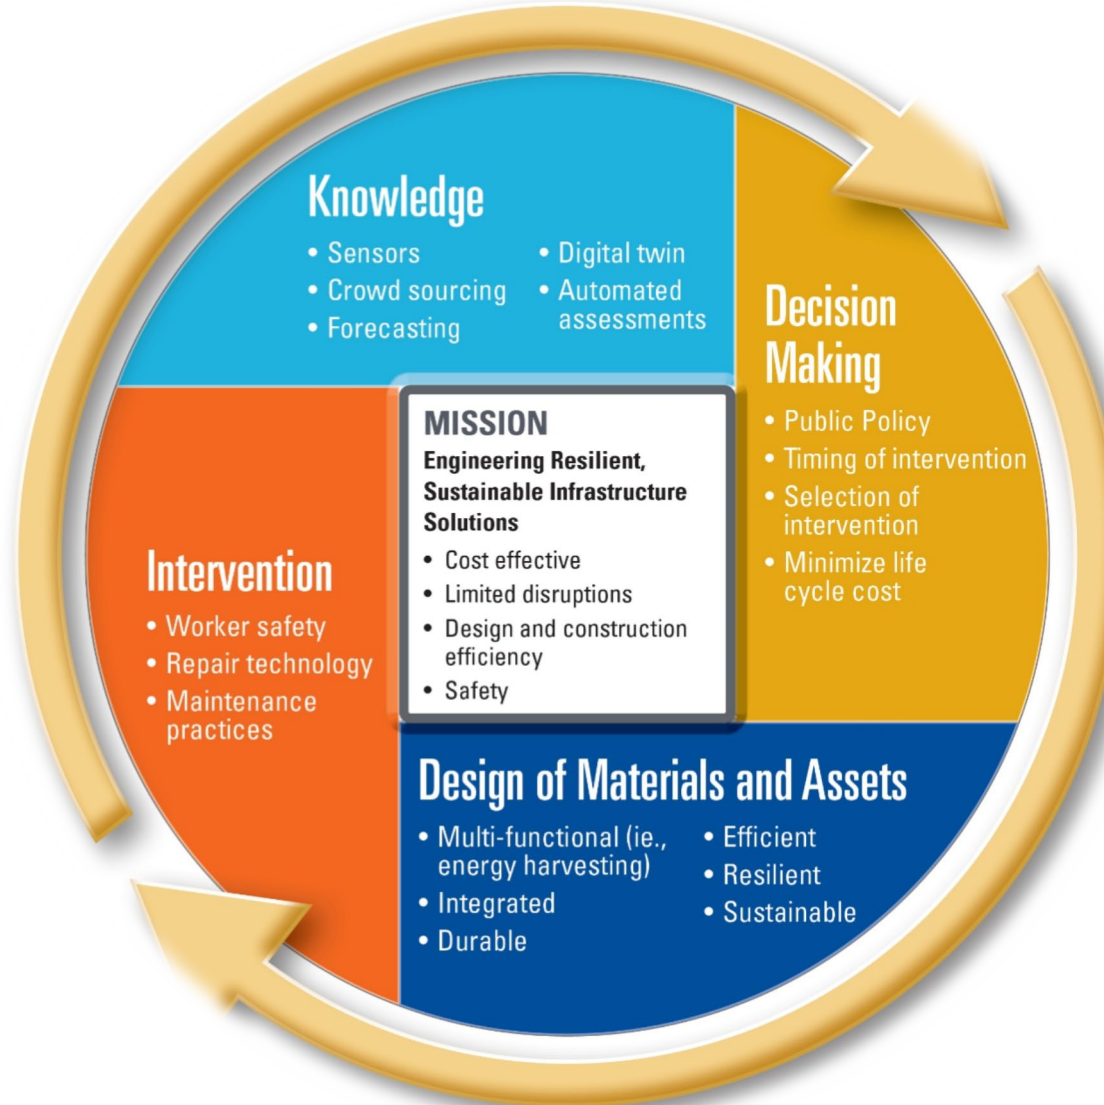 Knowledge
• Sensors
• Crowd sourcing
• Forecasting
• Digital twin
• Automated
assessments
Decision
Making
• Public Policy
• Timing of intervention
• Selection of
intervention
• Minimize life
cycle cost
MISSION
Engineering Resilient,
Sustainable Infrastructure
Solutions
• Cost effective
• Limited disruptions
• Design and construction
efficiency
• Safety
Intervention
• Worker safety
• Repair technology
• Maintenance
practices
Design of Materials and Assets
• Multi-functional (ie.,
energy harvesting)
• Integrated
• Durable
• Efficient
• Resilient
• Sustainable